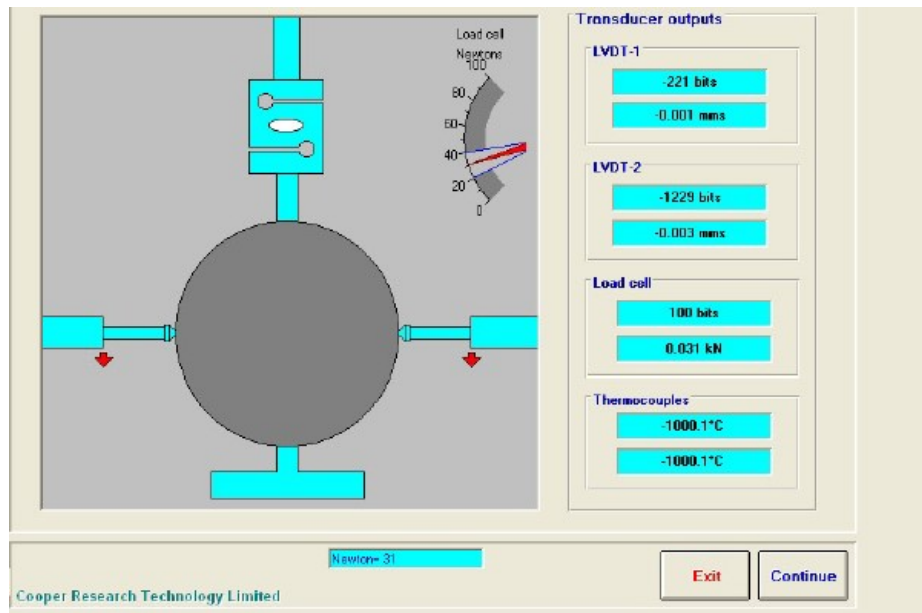 Transducer outputs
Load cell
Newtons
100
80
60
40
20
0
LVDT-1
-221 bits
-0.001 mms
LVDT-2
-1229 bits
-0.003 mms
Load cell
100 bits
0.031 kN
Thermocouples
-1000.1°C
-1000.1°C
Newton= 31
Exit
Continue
Cooper Research Technology Limited